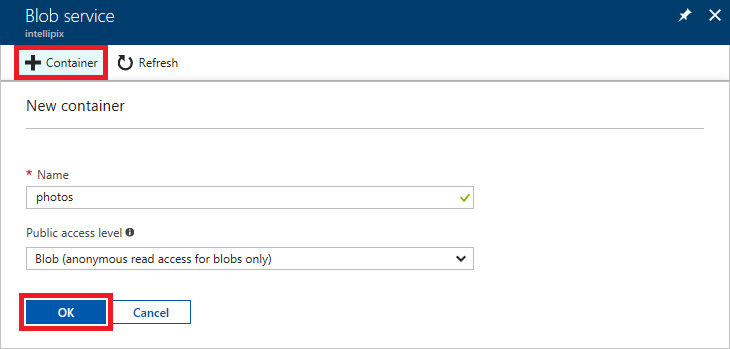 Blob service
intellipix
Container
Refresh
New container
* Name
photos
Public access level
Blob (anonymous read access for blobs only)
OK
Cancel